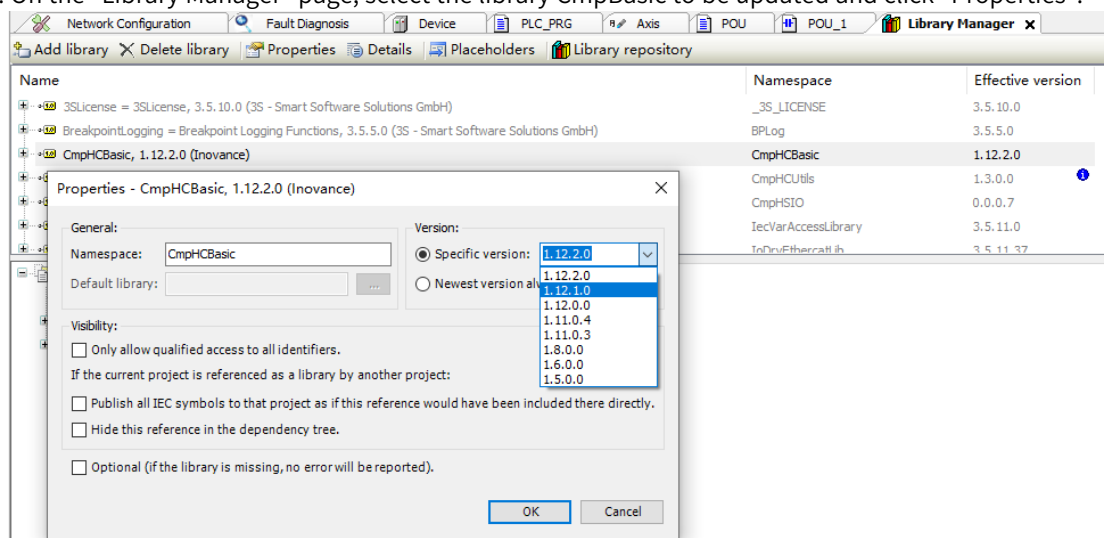 . On the "Library Manager" page, select the library CmpBasic to be updated and click "Properties".
Network Configuration Fault Diagnosis Device PLC_PRG Axis POU POU_1 Library Manager x
Add library Delete library Properties Details Placeholders Library repository
Name Namespace Effective version
3SLicense = 3SLicense, 3.5.10.0 (3S - Smart Software Solutions GmbH) _3S_LICENSE 3.5.10.0
BreakpointLogging = Breakpoint Logging Functions, 3.5.5.0 (3S - Smart Software Solutions GmbH) BPLog 3.5.5.0
CmpHCBasic, 1.12.2.0 (Inovance) CmpHCBasic 1.12.2.0
CmpHCUtils 1.3.0.0
CmpHSIO 0.0.0.7
IecVarAccessLibrary 3.5.11.0
IoDrvEthercatLib 3.5.11.37
Properties - CmpHCBasic, 1.12.2.0 (Inovance)
General: Version:
Namespace: CmpHCBasic Specific version: 1.12.2.0
Default library: ... Newest version alw
1.12.2.0
1.12.1.0
1.12.0.0
1.11.0.4
1.11.0.3
1.8.0.0
1.6.0.0
1.5.0.0
Visibility:
Only allow qualified access to all identifiers.
If the current project is referenced as a library by another project:
Publish all IEC symbols to that project as if this reference would have been included there directly.
Hide this reference in the dependency tree.
Optional (if the library is missing, no error will be reported).
OK Cancel